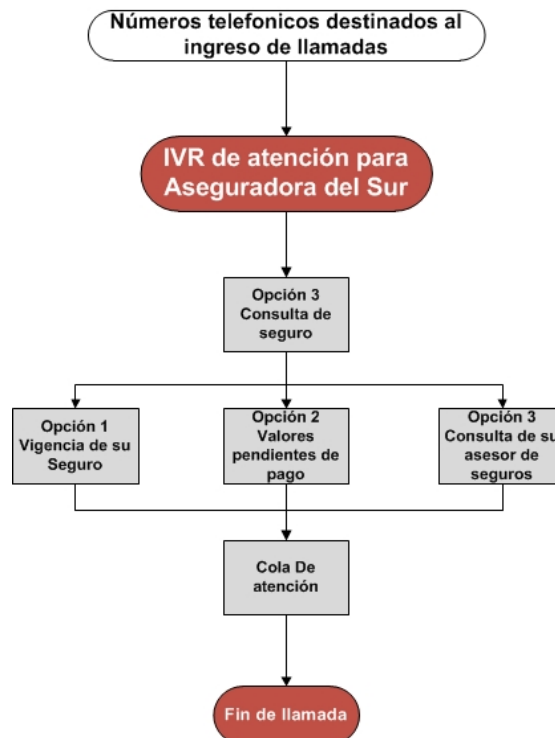 Números telefonicos destinados al
ingreso de llamadas
IVR de atención para
Aseguradora del Sur
Opción 3
Consulta de
seguro
Opción 1
Vigencia de su
Seguro
Opción 2
Valores
pendientes de
pago
Opción 3
Consulta de su
asesor de
seguros
Cola De
atención
Fin de llamada